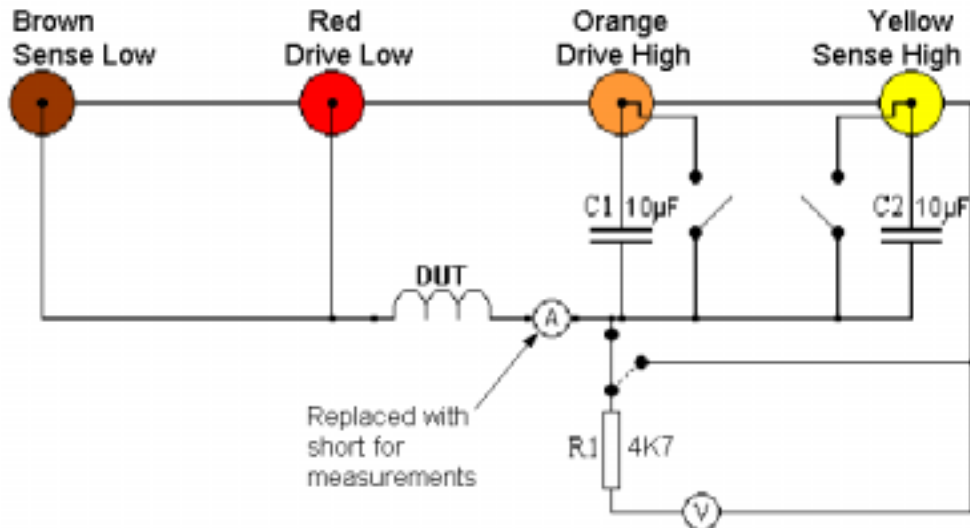 Brown
Sense Low
Red
Drive Low
Orange
Drive High
Yellow
Sense High
C1 10µF
C2 10µF
DUT
A
Replaced with
short for
measurements
R1 4K7
V